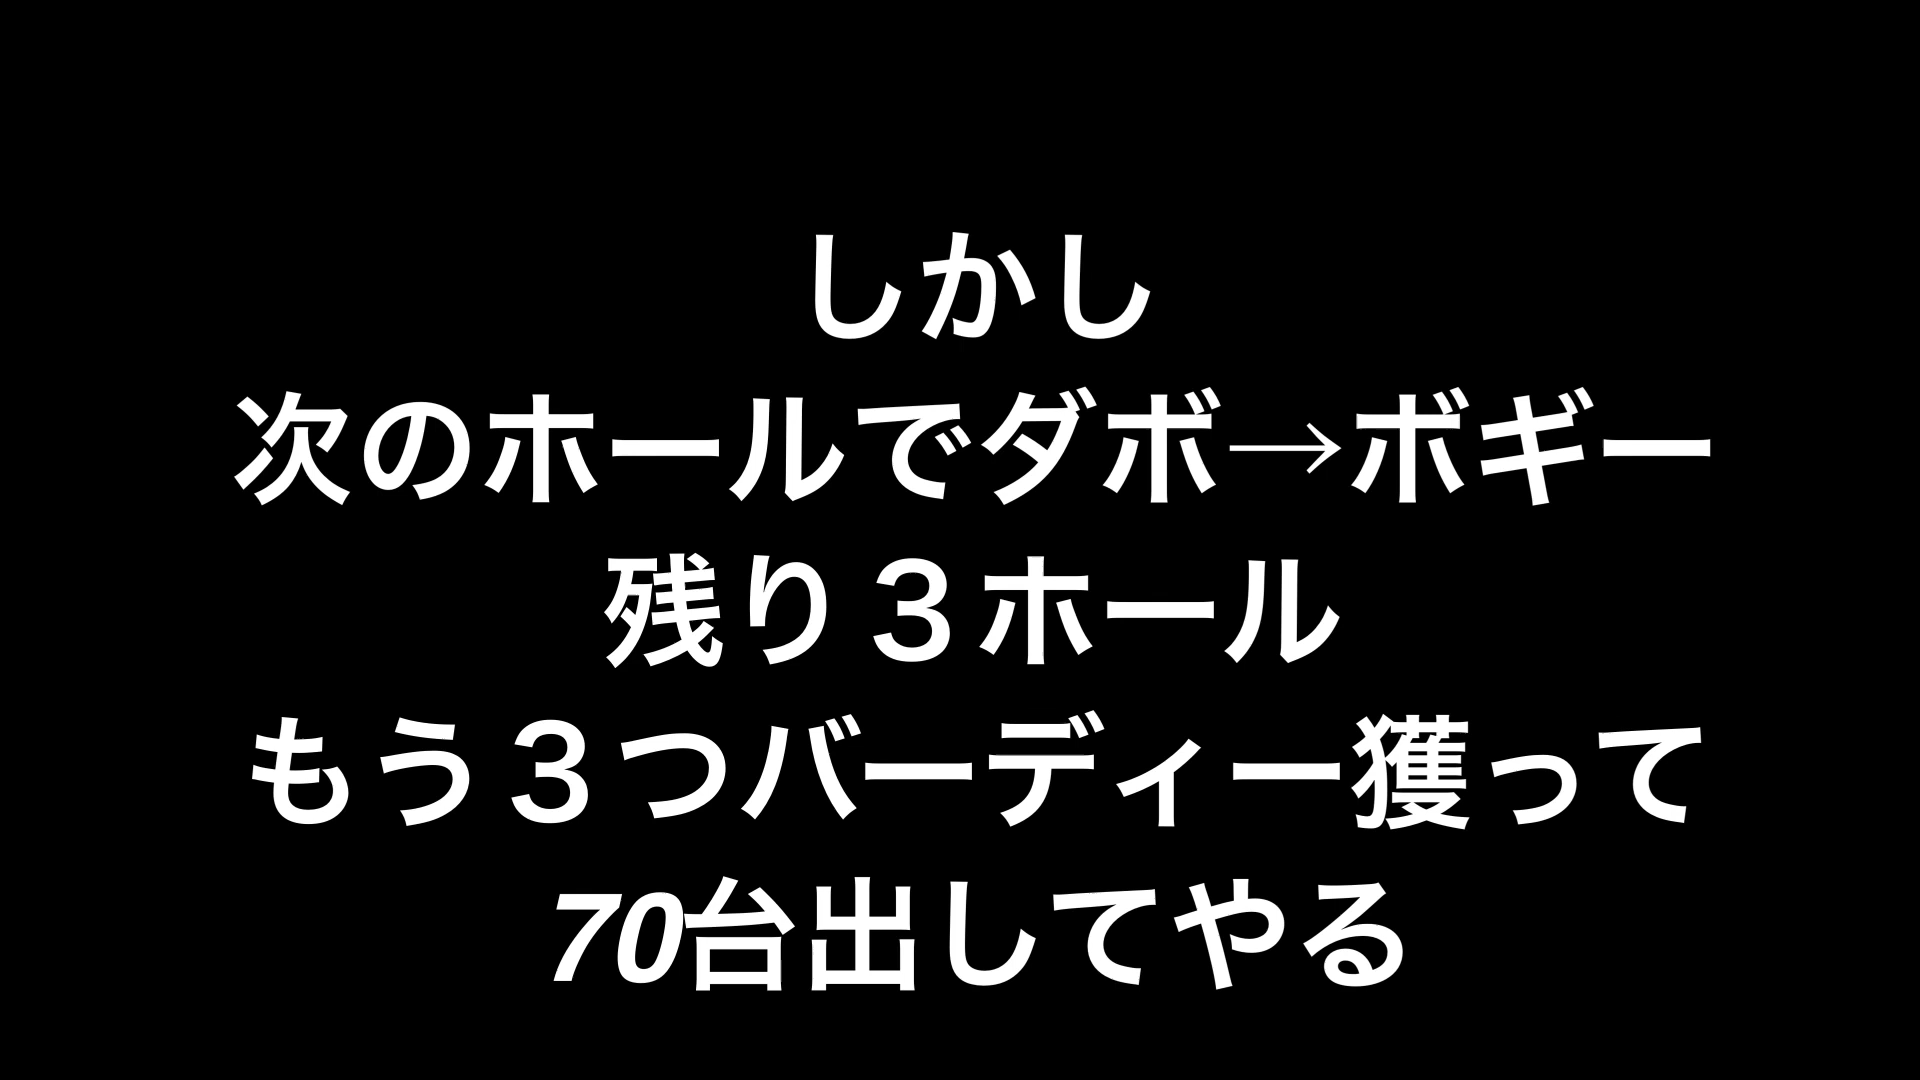 しかし
次のホールでダボ→ボギー
残り３ホール
もう３つバーディー獲って
70台出してやる